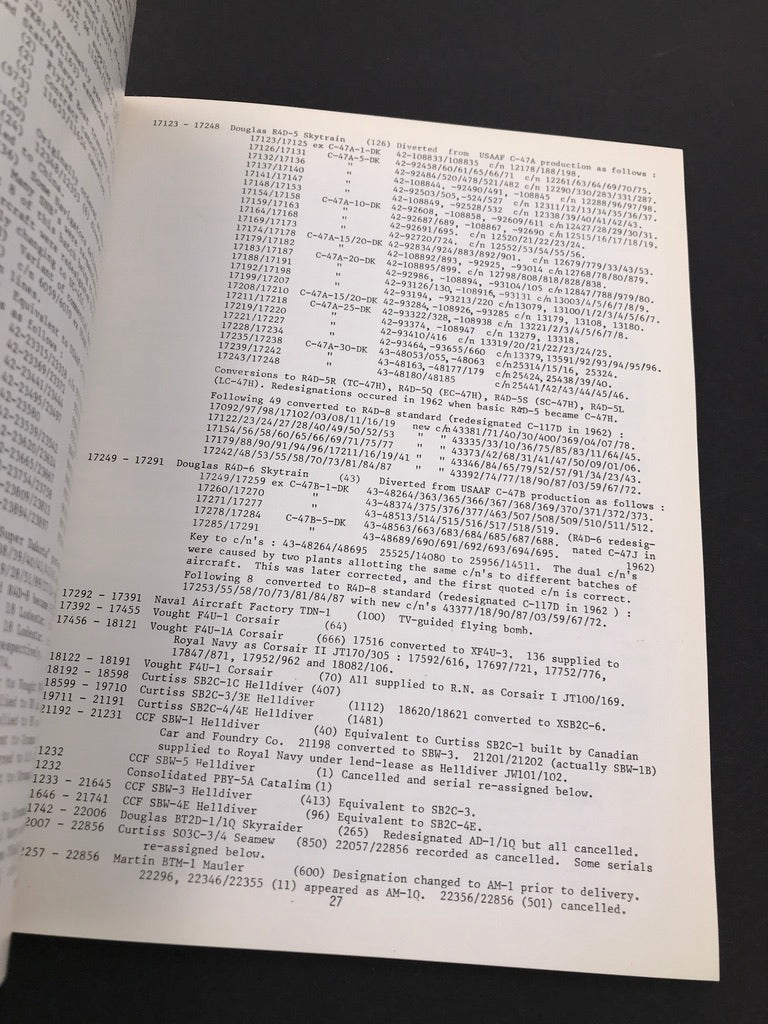 17123 - 17248 Douglas R4D-5 Skytrain (126) Diverted from USAAF C-47A production as follows :
17123/17125 ex C-47A-1-DK 42-108833/108835 c/n 12178/188/198.
17126/17131 C-47A-5-DK 42-92458/60/61/65/66/71 c/n 12261/63/64/69/70/75.
17132/17136 " 42-92484/520/478/521/482 c/n 12290/330/283/331/287.
17137/17140 " 42-108844, -92490/491, -108845 c/n 12288/96/97/98.
17141/17147 " 42-92503/505,-524/527 c/n 12311/12/13/34/35/36/37.
17148/17153 " 42-108849, -92528/532 c/n 12338/39/40/41/42/43.
17154/17158 C-47A-10-DK 42-92608, -108858, -92609/611 c/n 12427/28/29/30/31.
17159/17163 " 42-92687/689, -108867, -92690 c/n 12515/16/17/18/19.
17164/17168 " 42-92691/695. c/n 12520/21/22/23/24.
17169/17173 " 42-92720/724. c/n 12552/53/54/55/56.
17174/17178 C-47A-15/20-DK 42-92834/924/883/892/901. c/n 12679/779/33/43/53.
17179/17182 " 42-108892/893, -92925, -93014 c/n 12768/78/80/879.
17183/17187 C-47A-20-DK 42-108895/899. c/n 12798/808/818/828/838.
17188/17191 " 42-92986, -108894, -93104/105 c/n 12847/788/979/80.
17192/17198 " 42-93126/130, -108916, -93131 c/n 13003/4/5/6/7/8/9.
17199/17207 " 42-93194, -93213/220 c/n 13079, 13100/1/2/3/4/5/6/7.
17208/17210 C-47A-15/20-DK 42-93284, -108926, -93285 c/n 13179, 13108, 13180.
17211/17218 C-47A-25-DK 42-93322/328, -108938 c/n 13221/2/3/4/5/6/7/8.
17219/17220 " 42-93374, -108947 c/n 13279, 13318.
17221/17227 " 42-93410/416 c/n 13319/20/21/22/23/24/25.
17228/17234 " 42-93464, -93655/660 c/n 13379, 13591/92/93/94/95/96.
17235/17238 C-47A-30-DK 43-48053/055, -48063 c/n 25314/15/16, 25324.
17239/17242 " 43-48163, -48177/179 c/n 25424, 25438/39/40.
17243/17248 " 43-48180/48185 c/n 25441/42/43/44/45/46.
Conversions to R4D-5R (TC-47H), R4D-5Q (EC-47H), R4D-5S (SC-47H), R4D-5L
(LC-47H). Redesignations occured in 1962 when basic R4D-5 became C-47H.
Following 49 converted to R4D-8 standard (redesignated C-117D in 1962) :
17092/97/98/17102/03/08/11/16/19 new c/n 43381/71/40/30/400/369/04/07/78.
17122/23/24/27/28/40/49/50/52/53 " " 43335/33/10/36/75/85/83/11/64/45.
17154/56/58/60/65/66/69/71/75/77 " " 43373/42/68/31/41/47/50/09/01/06.
17179/88/90/91/94/96/17211/16/19/41 " " 43346/84/65/79/52/57/91/34/23/43.
17242/48/53/55/58/70/73/81/84/87 " " 43392/74/77/18/90/87/03/59/67/72.
17249 - 17291 Douglas R4D-6 Skytrain (43) Diverted from USAAF C-47B production as follows :
17249/17259 ex C-47B-1-DK 43-48264/363/365/366/367/368/369/370/371/372/373.
17260/17270 " 43-48374/375/376/377/463/507/508/509/510/511/512.
17271/17277 " 43-48513/514/515/516/517/518/519. (R4D-6 redesig-
17278/17284 C-47B-5-DK 43-48563/663/683/684/685/687/688. nated C-47J in
17285/17291 " 43-48689/690/691/692/693/694/695. 1962)
Key to c/n's : 43-48264/48695 25525/14080 to 25956/14511. The dual c/n's
were caused by two plants allotting the same c/n's to different batches of
aircraft. This was later corrected, and the first quoted c/n is correct.
Following 8 converted to R4D-8 standard (redesignated C-117D in 1962 ) :
17253/55/58/70/73/81/84/87 with new c/n's 43377/18/90/87/03/59/67/72.
17292 - 17391 Naval Aircraft Factory TDN-1 (100) TV-guided flying bomb.
17392 - 17455 Vought F4U-1 Corsair (64)
17456 - 18121 Vought F4U-1A Corsair (666) 17516 converted to XF4U-3. 136 supplied to
Royal Navy as Corsair II JT170/305 : 17592/616, 17697/721, 17752/776,
17847/871, 17952/962 and 18082/106.
18122 - 18191 Vought F4U-1 Corsair (70) All supplied to R.N. as Corsair I JT100/169.
18192 - 18598 Curtiss SB2C-1C Helldiver (407)
18599 - 19710 Curtiss SB2C-3/3E Helldiver (1112) 18620/18621 converted to XSB2C-6.
19711 - 21191 Curtiss SB2C-4/4E Helldiver (1481)
21192 - 21231 CCF SBW-1 Helldiver (40) Equivalent to Curtiss SB2C-1 built by Canadian
Car and Foundry Co. 21198 converted to SBW-3. 21201/21202 (actually SBW-1B)
supplied to Royal Navy under lend-lease as Helldiver JW101/102.
1232 CCF SBW-5 Helldiver (1) Cancelled and serial re-assigned below.
1232 Consolidated PBY-5A Catalina (1)
1233 - 21645 CCF SBW-3 Helldiver (413) Equivalent to SB2C-3.
1646 - 21741 CCF SBW-4E Helldiver (96) Equivalent to SB2C-4E.
1742 - 22006 Douglas BT2D-1/1Q Skyraider (265) Redesignated AD-1/1Q but all cancelled.
2007 - 22856 Curtiss SO3C-3/4 Seamew (850) 22057/22856 recorded as cancelled. Some serials
re-assigned below.
2257 - 22856 Martin BTM-1 Mauler (600) Designation changed to AM-1 prior to delivery.
22296, 22346/22355 (11) appeared as AM-1Q. 22356/22856 (501) cancelled.
27